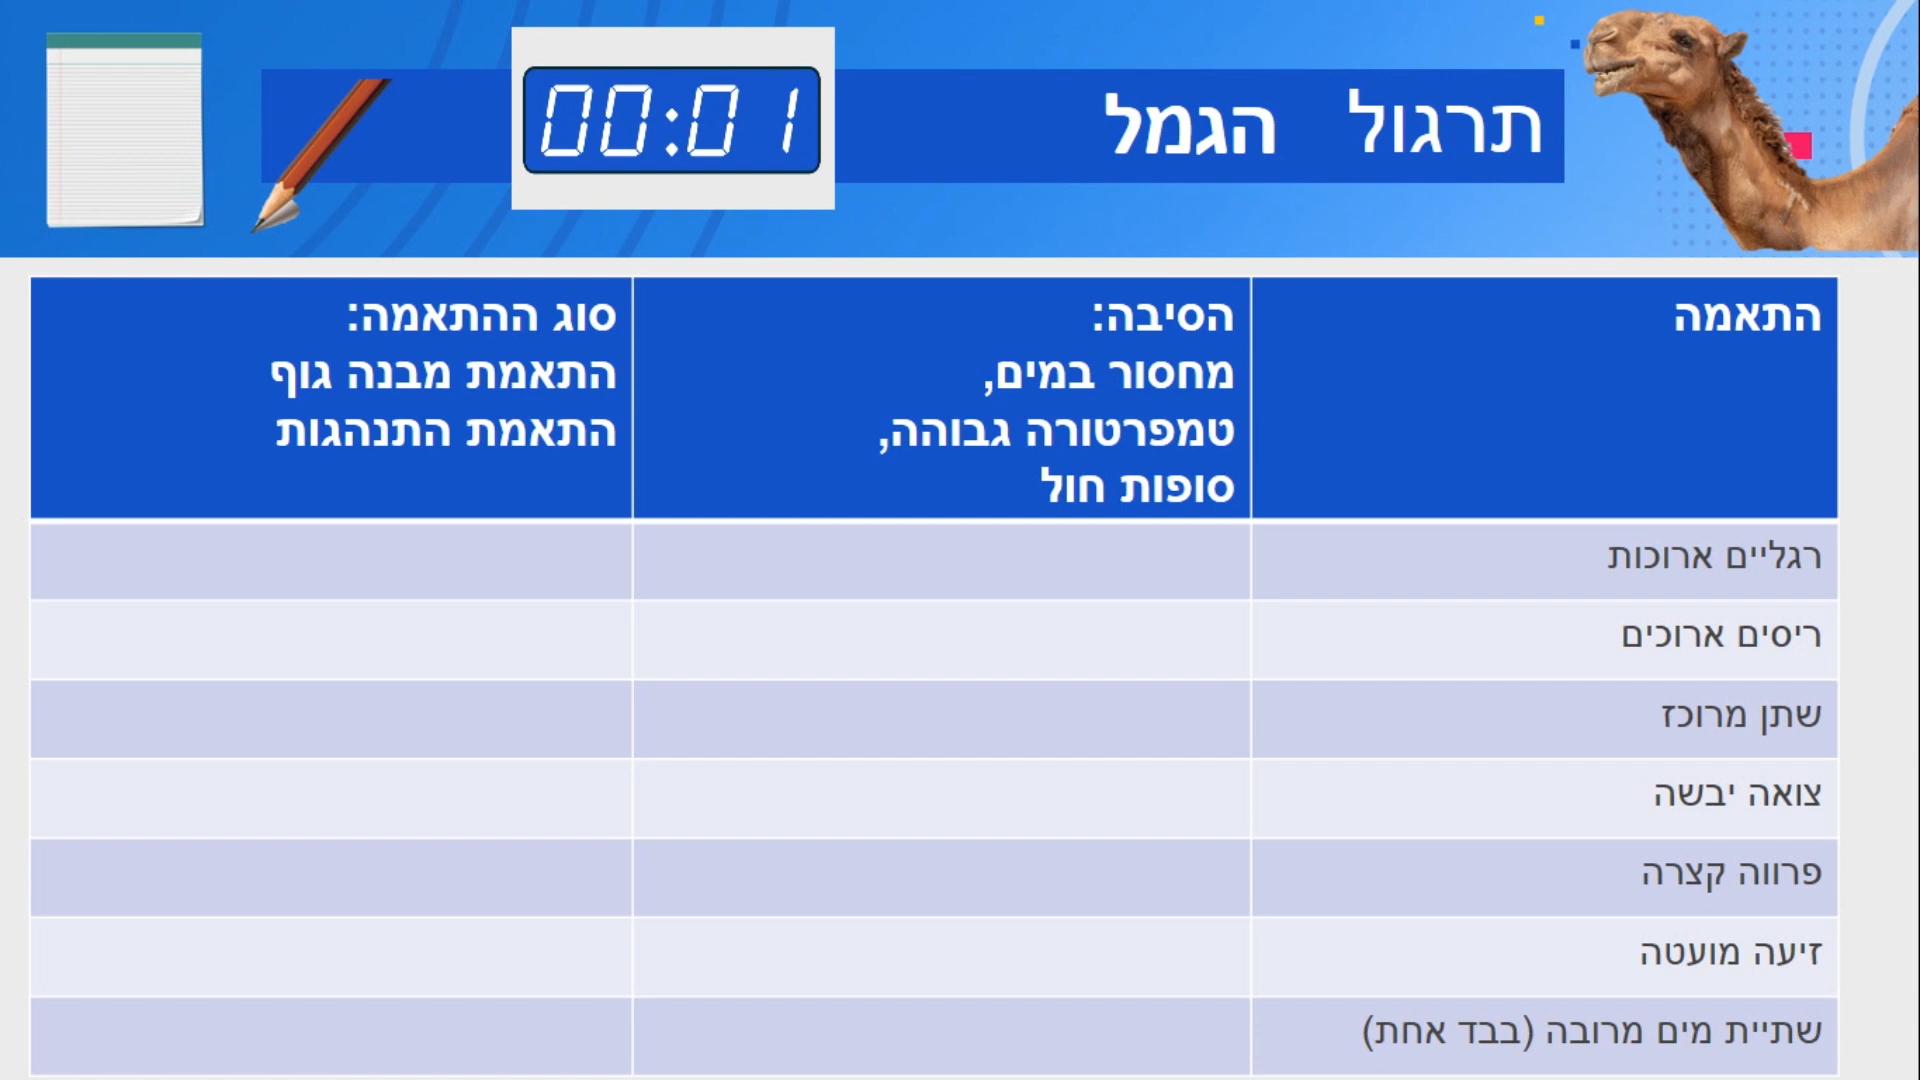 תרגול הגמל
00:01
התאמה
הסיבה:
מחסור במים,
טמפרטורה גבוהה,
סופות חול
סוג ההתאמה:
התאמת מבנה גוף
התאמת התנהגות
רגליים ארוכות
ריסים ארוכים
שתן מרוכז
צואה יבשה
פרווה קצרה
זיעה מועטה
שתיית מים מרובה (בבד אחת)